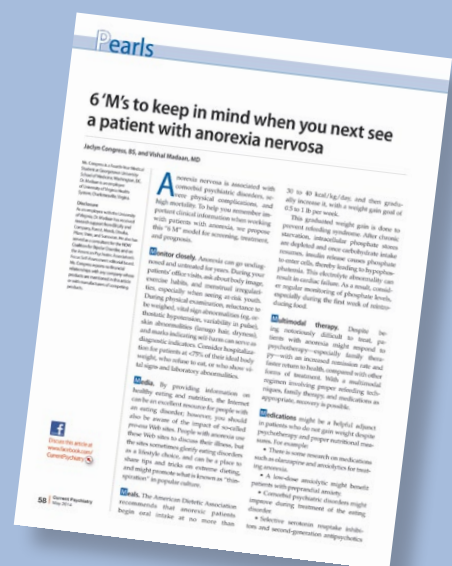 Pearls
6 ‘M’s to keep in mind when you next see
a patient with anorexia nervosa
Jaclyn Congress, BS, and Vishal Madaan, MD
Anorexia nervosa is associated with
comorbid psychiatric disorders, se-
vere physical complications, and
high mortality. To help you remember im-
portant clinical information when working
with patients with anorexia, we propose
this “6 M” model for screening, treatment,
and prognosis.
Monitor closely. Anorexia can go undiag-
nosed and untreated for years. During your
patients’ office visits, ask about body image,
exercise habits, and menstrual irregulari-
ties, especially when seeing at-risk youth.
During physical examination, reluctance to
be weighed, vital sign abnormalities (eg, or-
thostatic hypotension, variability in pulse),
skin abnormalities (lanugo hair, dryness),
and marks indicating self-harm can serve as
diagnostic indicators. Consider hospitaliza-
tion for patients at <75% of their ideal body
weight, who refuse to eat, or who show vi-
tal signs and laboratory abnormalities.
Media. By providing information on
healthy eating and nutrition, the Internet
can be an excellent resource for people with
an eating disorder; however, you should
also be aware of the impact of so-called
pro-ana Web sites. People with anorexia use
these Web sites to discuss their illness, but
the sites sometimes glorify eating disorders
as a lifestyle choice, and can be a place to
share tips and tricks on extreme dieting,
and might promote what is known as “thin-
spiration” in popular culture.
Meals. The American Dietetic Association
recommends that anorexic patients
begin oral intake at no more than
30 to 40 kcal/kg/day, and then gradu-
ally increase it, with a weight gain goal of
0.5 to 1 lb per week.
This graduated weight gain is done to
prevent refeeding syndrome. After chronic
starvation, intracellular phosphate stores
are depleted and once carbohydrate intake
resumes, insulin release causes phosphate
to enter cells, thereby leading to hypophos-
phatemia. This electrolyte abnormality can
result in cardiac failure. As a result, consid-
er regular monitoring of phosphate levels,
especially during the first week of reintro-
ducing food.
Multimodal therapy. Despite be-
ing notoriously difficult to treat, pa-
tients with anorexia might respond to
psychotherapy—especially family thera-
py—with an increased remission rate and
faster return to health, compared with other
forms of treatment. With a multimodal
regimen involving proper refeeding tech-
niques, family therapy, and medications as
appropriate, recovery is possible.
Medications might be a helpful adjunct
in patients who do not gain weight despite
psychotherapy and proper nutritional mea-
sures. For example:
• There is some research on medications
such as olanzapine and anxiolytics for treat-
ing anorexia.
• A low-dose anxiolytic might benefit
patients with preprandial anxiety.
• Comorbid psychiatric disorders might
improve during treatment of the eating
disorder.
• Selective serotonin reuptake inhibi-
tors and second-generation antipsychotics
Discuss this article at
www.facebook.com/
CurrentPsychiatry
58
Current Psychiatry
May 2014